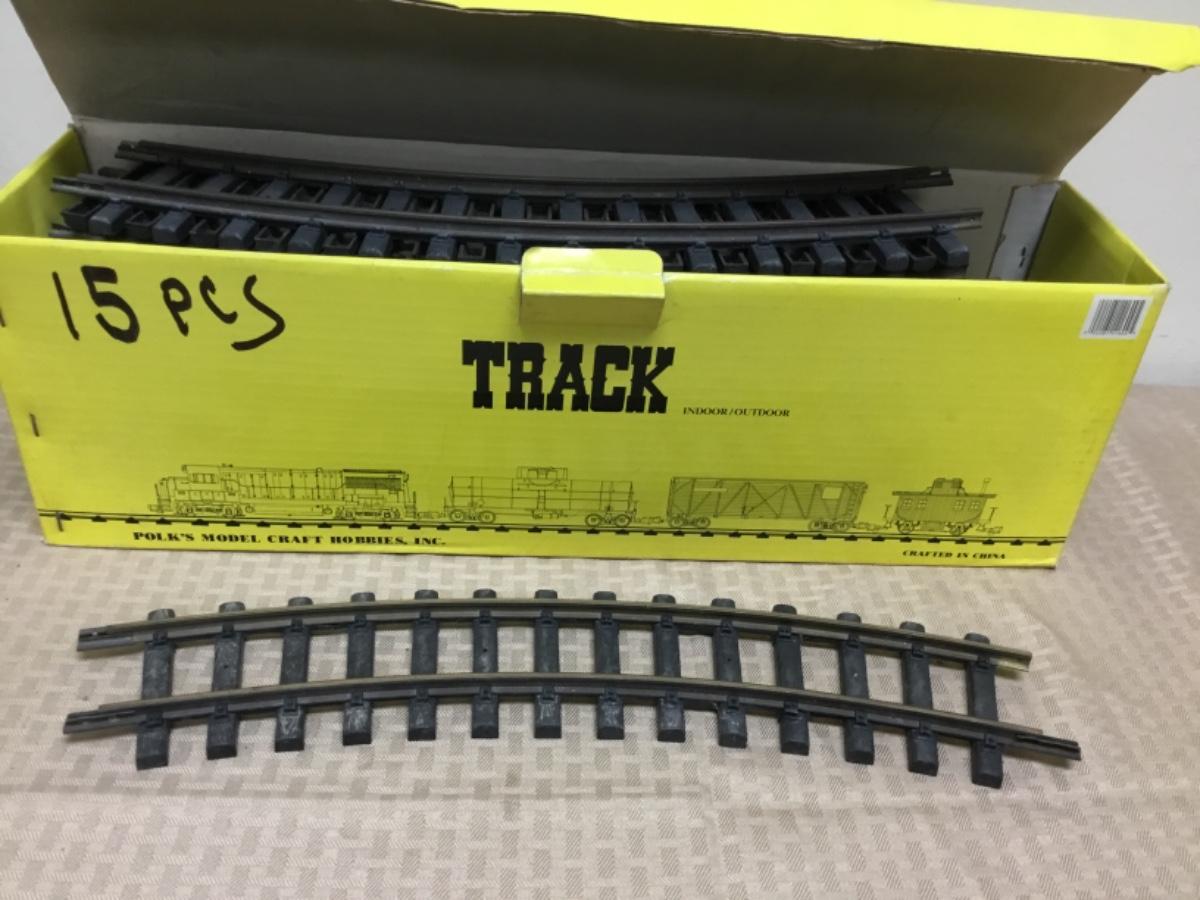 15 PCS
TRACK
INDOOR/OUTDOOR
POLK'S MODEL CRAFT HOBBIES, INC.
CRAFTED IN CHINA